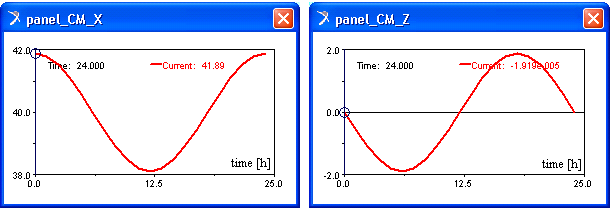 panel_CM_X
42.0
Time: 24.000 Current: 41.89
40.0
time [h]
38.0
0.0 12.5 25.0
panel_CM_Z
2.0
Time: 24.000 Current: -1.919e-005
0.0
time [h]
-2.0
0.0 12.5 25.0